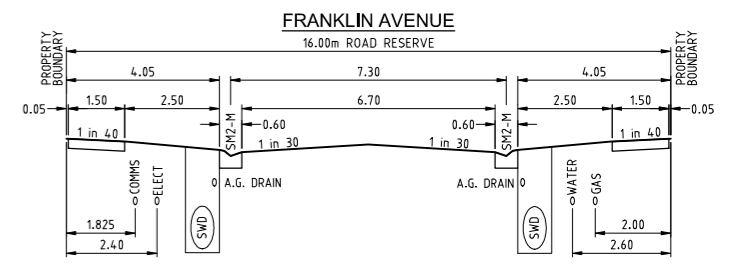 FRANKLIN AVENUE
16.00m ROAD RESERVE
PROPERTY
BOUNDARY
PROPERTY
BOUNDARY
4.05
7.30
4.05
0.05
1.50
2.50
6.70
2.50
1.50
0.05
0.60
SM2-M
0.60
SM2-M
1 in 40
1 in 30
1 in 30
1 in 40
COMMS
ELECT
A.G. DRAIN
A.G. DRAIN
WATER
GAS
SWD
SWD
1.825
2.00
2.40
2.60